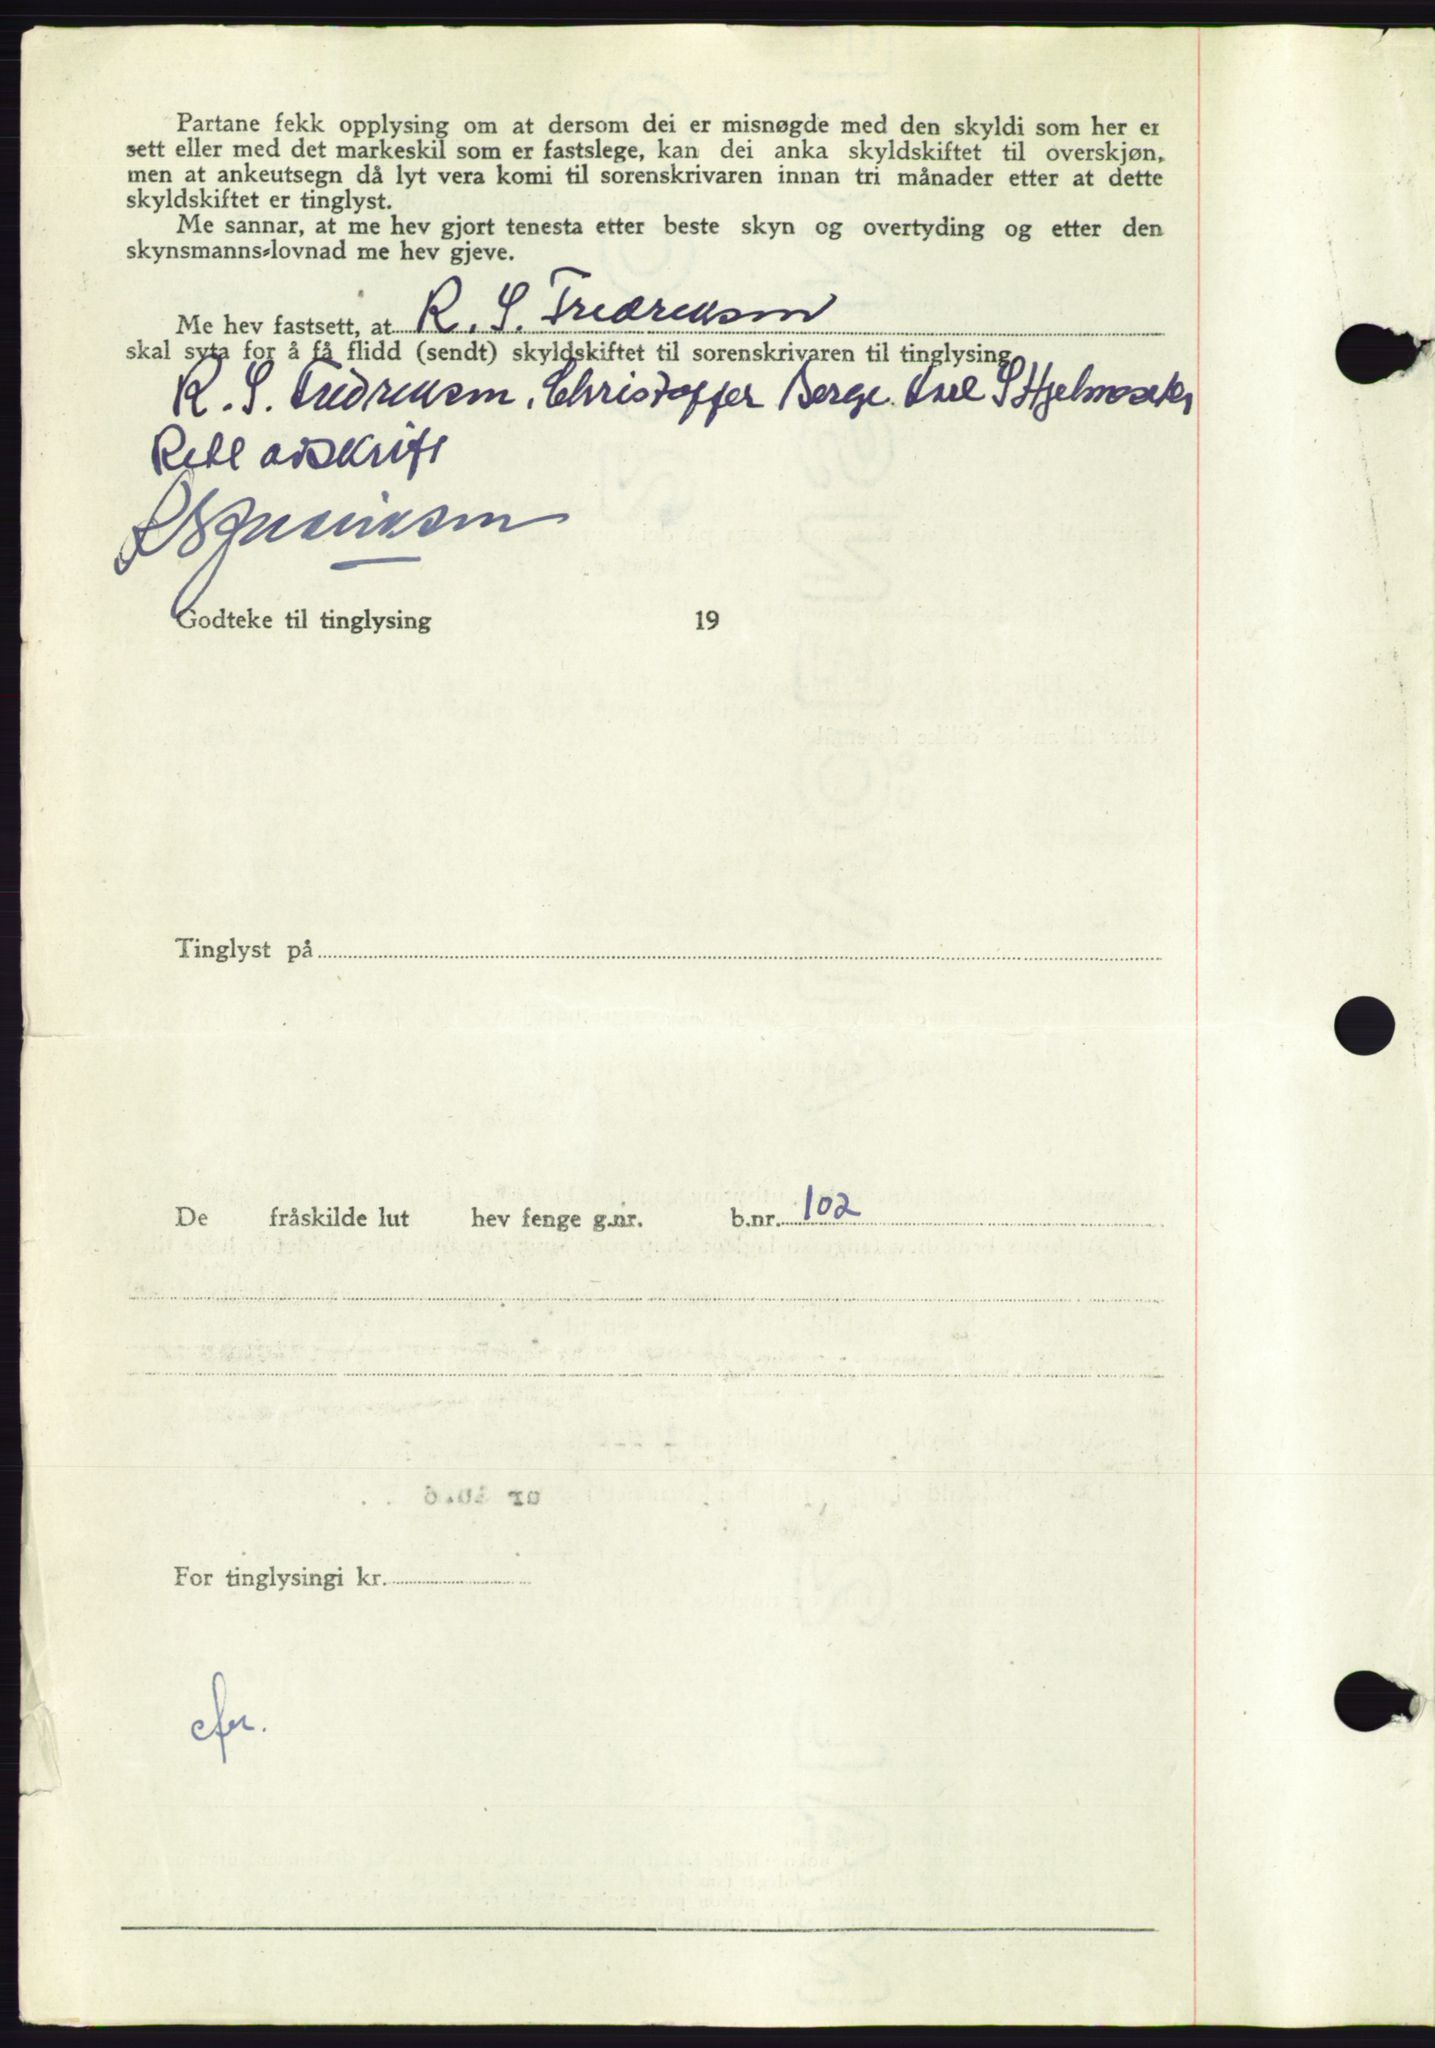 Partane fekk opplysing om at dersom dei er misnøgde med den skyldi som her er
sett eller med det markeskil som er fastslege, kan dei anka skyldskiftet til overskjøn,
men at ankeutsegn då lyt vera komi til sorenskrivaren innan tri månader etter at dette
skyldskiftet er tinglyst.
Me sannar, at me hev gjort tenesta etter beste skyn og overtyding og etter den
skynsmanns-lovnad me hev gjeve.
Me hev fastsett, at R. S. Fredriksen
skal syta for å få flidd (sendt) skyldskiftet til sorenskrivaren til tinglysing
R. S. Fredriksen. Christoffer Berge. S Hjelmeseter
Rett avskrift
Godteke til tinglysing 19
Tinglyst på
De fråskilde lut hev fenge g.nr. b.nr. 102
For tinglysingi kr.